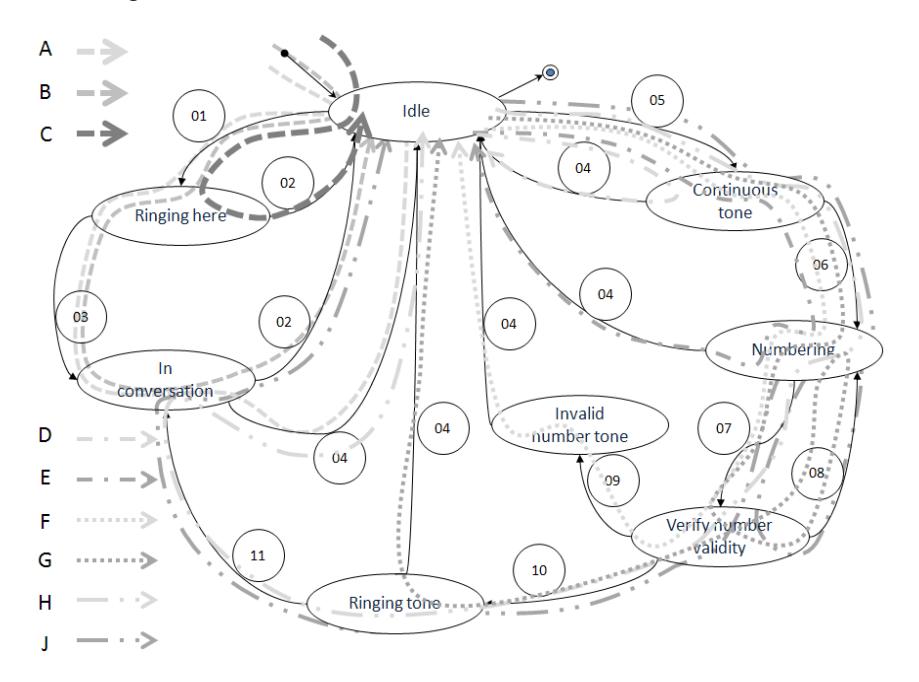 A
B
C
Idle
01
05
02
04
Continuous
tone
Ringing here
06
03
02
04
04
Numbering
In
conversation
Invalid
number tone
D
04
04
07
E
09
08
F
Verify number
validity
G
11
10
H
Ringing tone
J